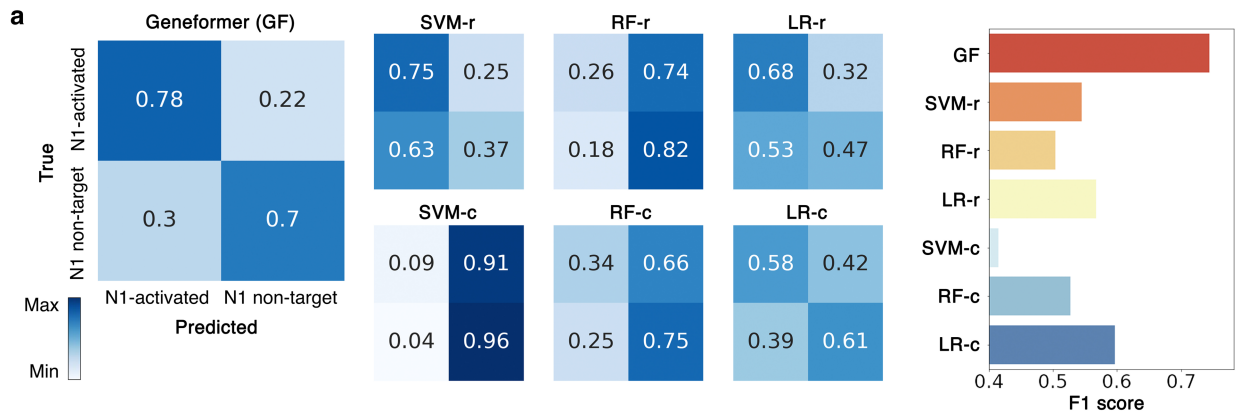 a
Geneformer (GF)
True
N1-activated
N1 non-target
0.78 0.22
0.3 0.7
N1-activated N1 non-target
Predicted
Max
Min
SVM-r
0.75 0.25
0.63 0.37
RF-r
0.26 0.74
0.18 0.82
LR-r
0.68 0.32
0.53 0.47
SVM-c
0.09 0.91
0.04 0.96
RF-c
0.34 0.66
0.25 0.75
LR-c
0.58 0.42
0.39 0.61
GF
SVM-r
RF-r
LR-r
SVM-c
RF-c
LR-c
0.4 0.5 0.6 0.7
F1 score